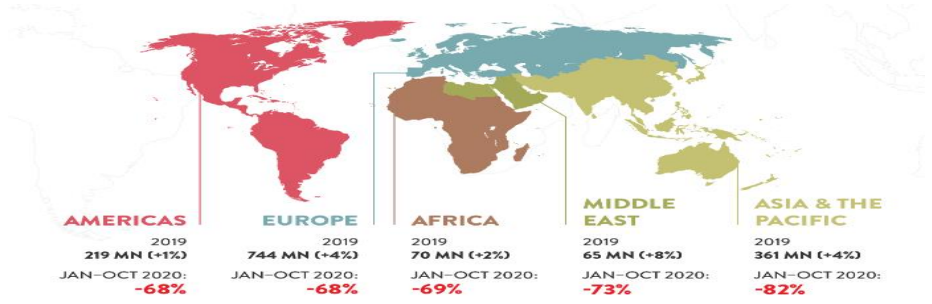 AMERICAS
2019
219 MN (+1%)
JAN–OCT 2020:
-68%
EUROPE
2019
744 MN (+4%)
JAN–OCT 2020:
-68%
AFRICA
2019
70 MN (+2%)
JAN–OCT 2020:
-69%
MIDDLE
EAST
2019
65 MN (+8%)
JAN–OCT 2020:
-73%
ASIA & THE
PACIFIC
2019
361 MN (+4%)
JAN–OCT 2020:
-82%